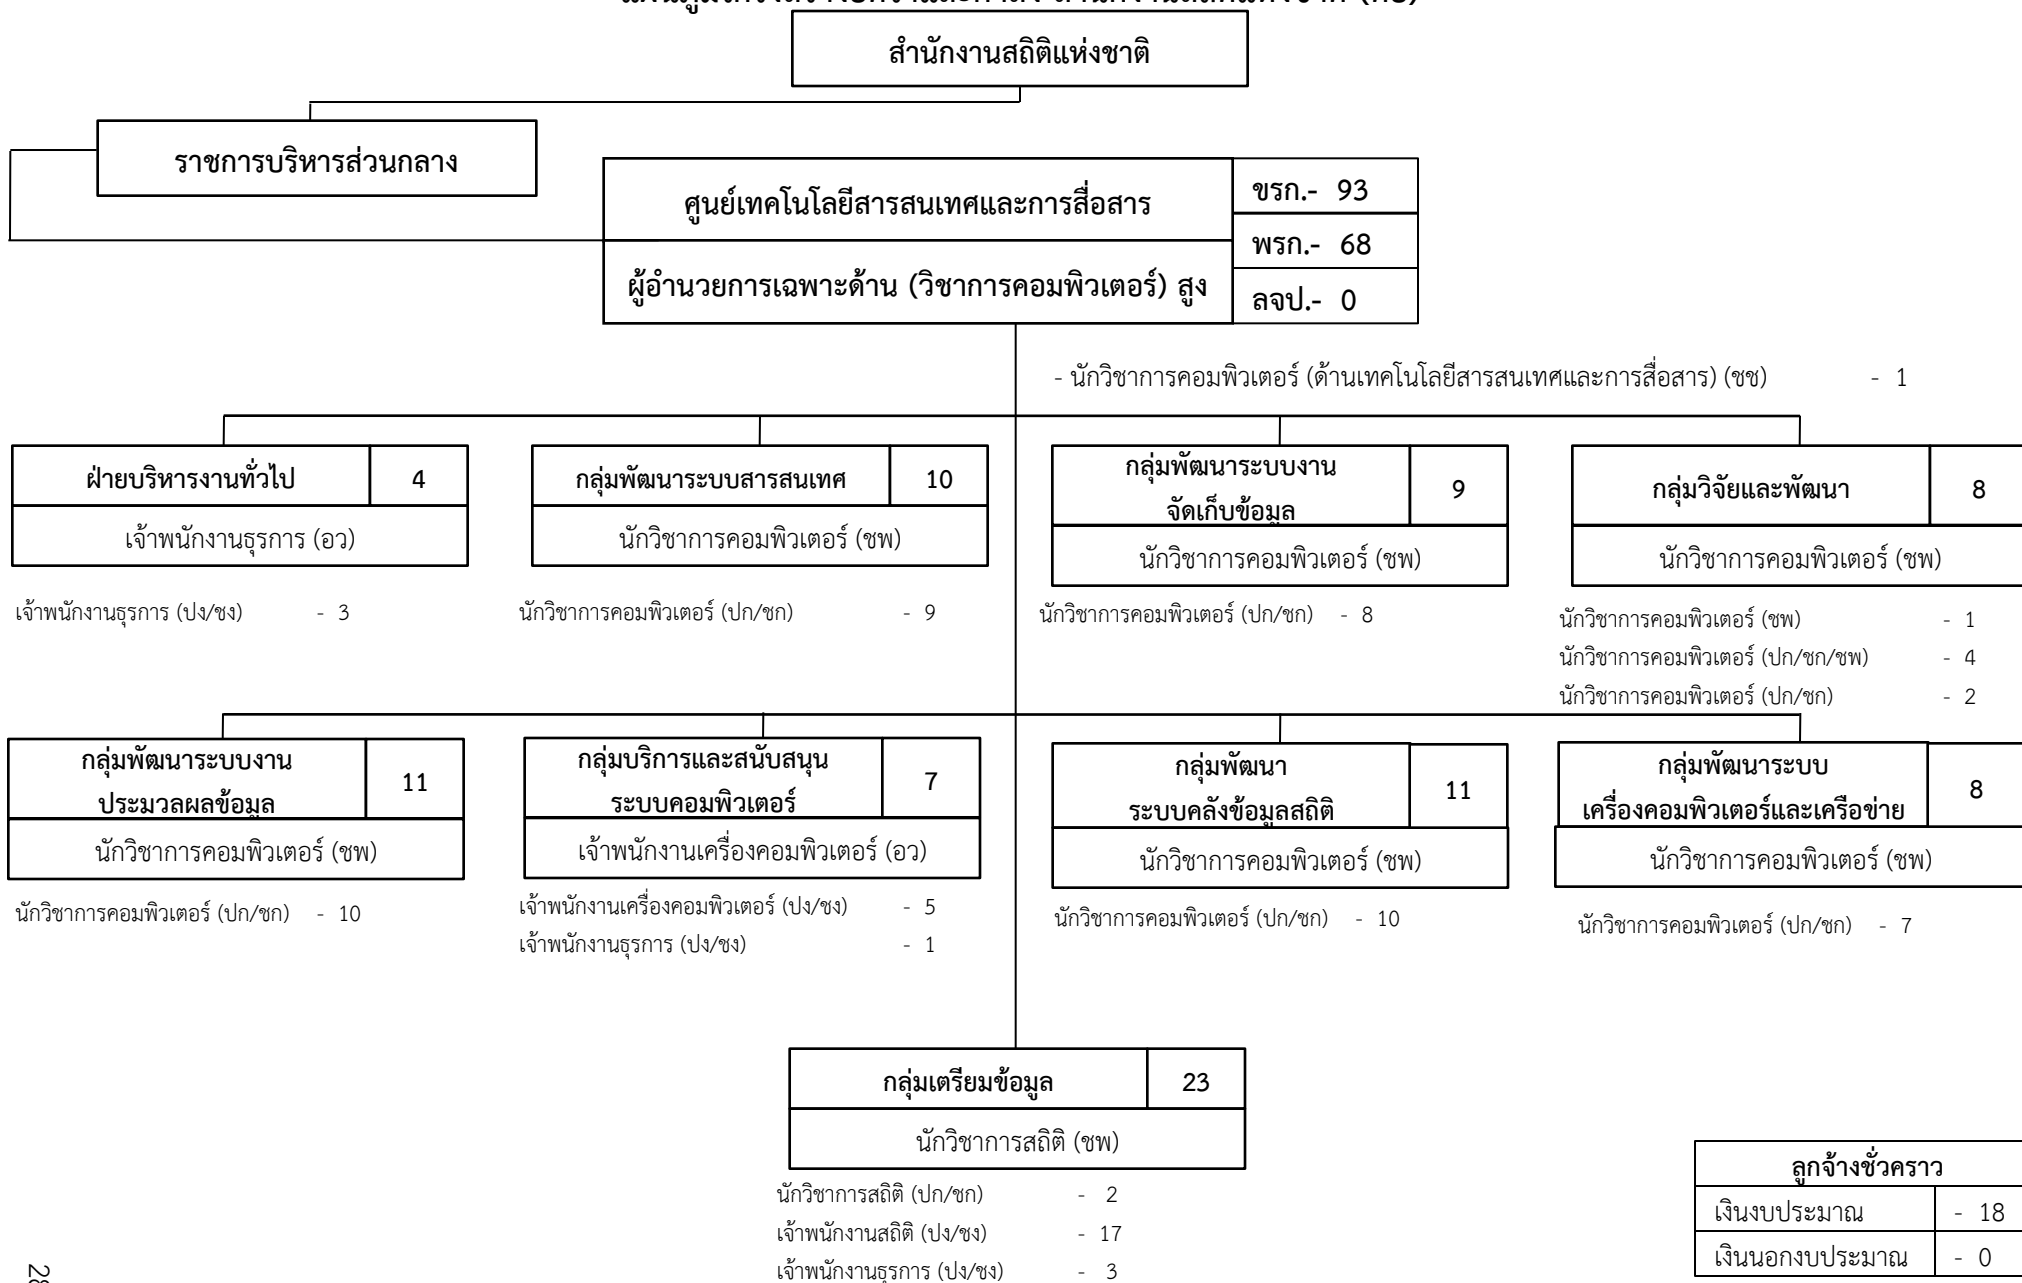 สำนักงานสถิติแห่งชาติ
ราชการบริหารส่วนกลาง
ศูนย์เทคโนโลยีสารสนเทศและการสื่อสาร
ขรก.- 93
พรก.- 68
ผู้อำนวยการเฉพาะด้าน (วิชาการคอมพิวเตอร์) สูง
ลจป.- 0
- นักวิชาการคอมพิวเตอร์ (ด้านเทคโนโลยีสารสนเทศและการสื่อสาร) (ชช) - 1
ฝ่ายบริหารงานทั่วไป 4
เจ้าพนักงานธุรการ (อว)
เจ้าพนักงานธุรการ (ปง/ชง) - 3
กลุ่มพัฒนาระบบสารสนเทศ 10
นักวิชาการคอมพิวเตอร์ (ชพ)
นักวิชาการคอมพิวเตอร์ (ปก/ชก) - 9
กลุ่มพัฒนาระบบงาน
จัดเก็บข้อมูล
9
นักวิชาการคอมพิวเตอร์ (ชพ)
นักวิชาการคอมพิวเตอร์ (ปก/ชก) - 8
กลุ่มวิจัยและพัฒนา 8
นักวิชาการคอมพิวเตอร์ (ชพ)
นักวิชาการคอมพิวเตอร์ (ชพ) - 1
นักวิชาการคอมพิวเตอร์ (ปก/ชก/ชพ) - 4
นักวิชาการคอมพิวเตอร์ (ปก/ชก) - 2
กลุ่มพัฒนาระบบงาน
ประมวลผลข้อมูล
11
นักวิชาการคอมพิวเตอร์ (ชพ)
นักวิชาการคอมพิวเตอร์ (ปก/ชก) - 10
กลุ่มบริการและสนับสนุน
ระบบคอมพิวเตอร์
7
เจ้าพนักงานเครื่องคอมพิวเตอร์ (อว)
เจ้าพนักงานเครื่องคอมพิวเตอร์ (ปง/ชง) - 5
เจ้าพนักงานธุรการ (ปง/ชง) - 1
กลุ่มพัฒนา
ระบบคลังข้อมูลสถิติ
11
นักวิชาการคอมพิวเตอร์ (ชพ)
นักวิชาการคอมพิวเตอร์ (ปก/ชก) - 10
กลุ่มพัฒนาระบบ
เครื่องคอมพิวเตอร์และเครือข่าย
8
นักวิชาการคอมพิวเตอร์ (ชพ)
นักวิชาการคอมพิวเตอร์ (ปก/ชก) - 7
กลุ่มเตรียมข้อมูล 23
นักวิชาการสถิติ (ชพ)
นักวิชาการสถิติ (ปก/ชก) - 2
เจ้าพนักงานสถิติ (ปง/ชง) - 17
เจ้าพนักงานธุรการ (ปง/ชง) - 3
ลูกจ้างชั่วคราว
เงินงบประมาณ - 18
เงินนอกงบประมาณ - 0